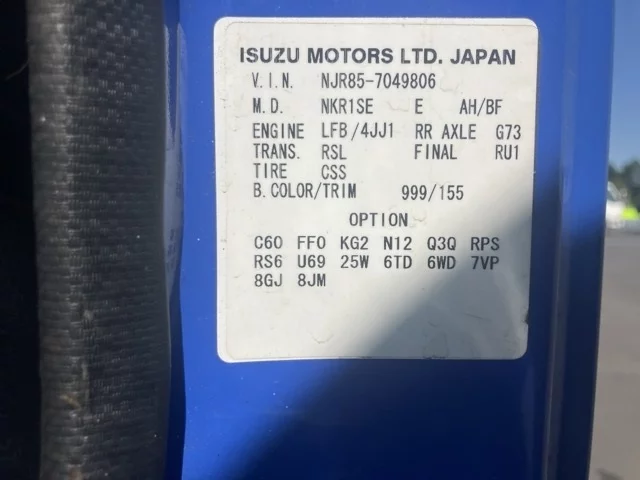 ISUZU MOTORS LTD. JAPAN
V.I.N. NJR85-7049806
M.D. NKR1SE E AH/BF
ENGINE LFB/4JJ1 RR AXLE G73
TRANS. RSL FINAL RU1
TIRE CSS
B.COLOR/TRIM 999/155
OPTION
C60 FF0 KG2 N12 Q3Q RPS
RS6 U69 25W 6TD 6WD 7VP
8GJ 8JM